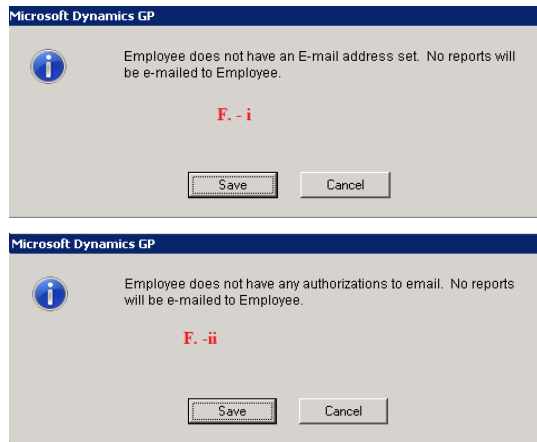 Microsoft Dynamics GP
Employee does not have an E-mail address set. No reports will
be e-mailed to Employee.
F. - i
Save Cancel
Microsoft Dynamics GP
Employee does not have any authorizations to email. No reports
will be e-mailed to Employee.
F. -ii
Save Cancel